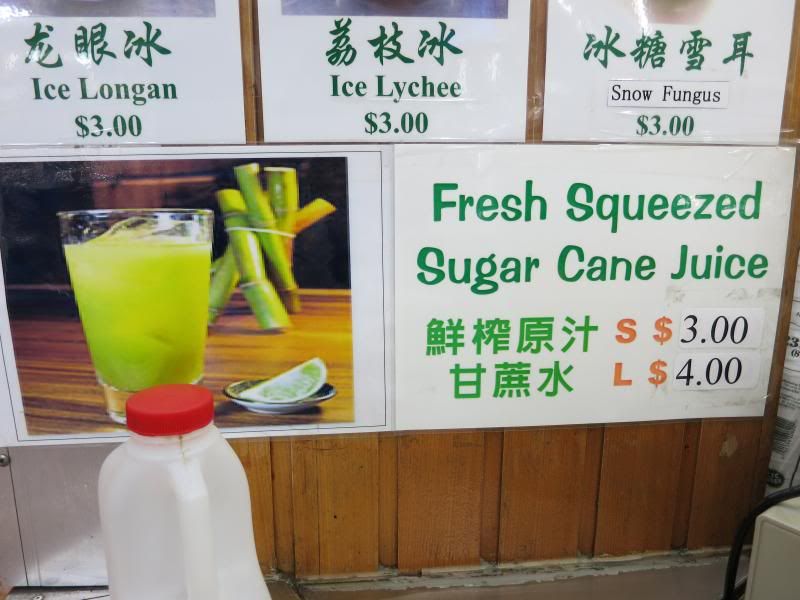 龙眼冰
Ice Longan
$3.00
荔枝冰
Ice Lychee
$3.00
冰糖雪耳
Snow Fungus
$3.00
Fresh Squeezed
Sugar Cane Juice
鮮榨原汁 S $3.00
甘蔗水 L $4.00